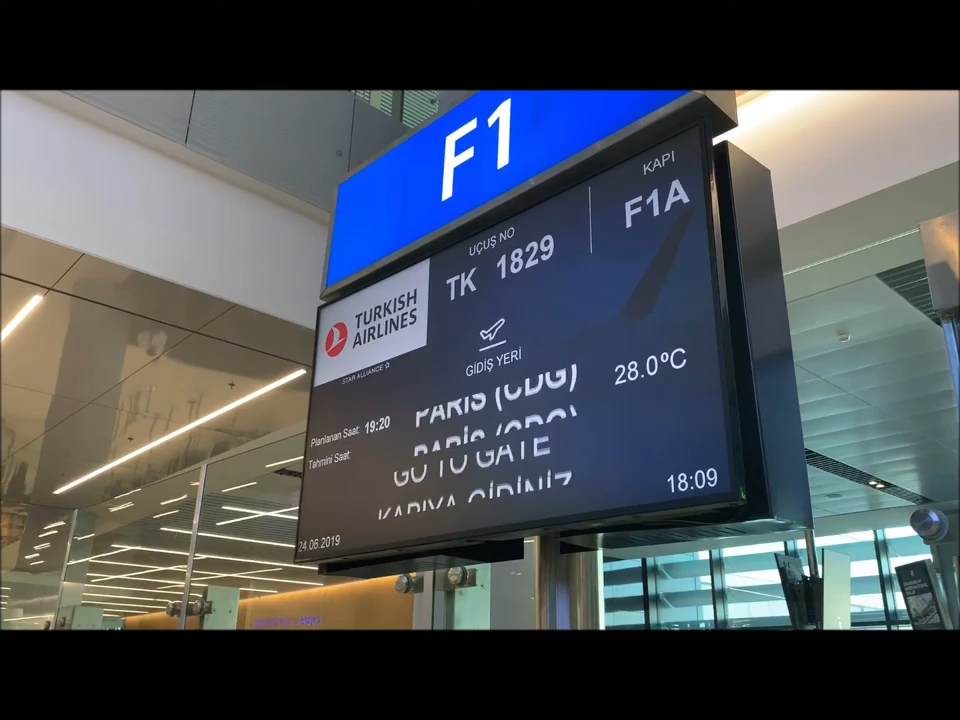 F1
KAPI
F1A
UÇUŞ NO
TK 1829
TURKISH
AIRLINES
STAR ALLIANCE
GİDİŞ YERİ
28.0ºC
PARIS (CDG)
Planlanan Saat: 19:20
Tahmini Saat:
GO TO GATE
18:09
24.06.2019